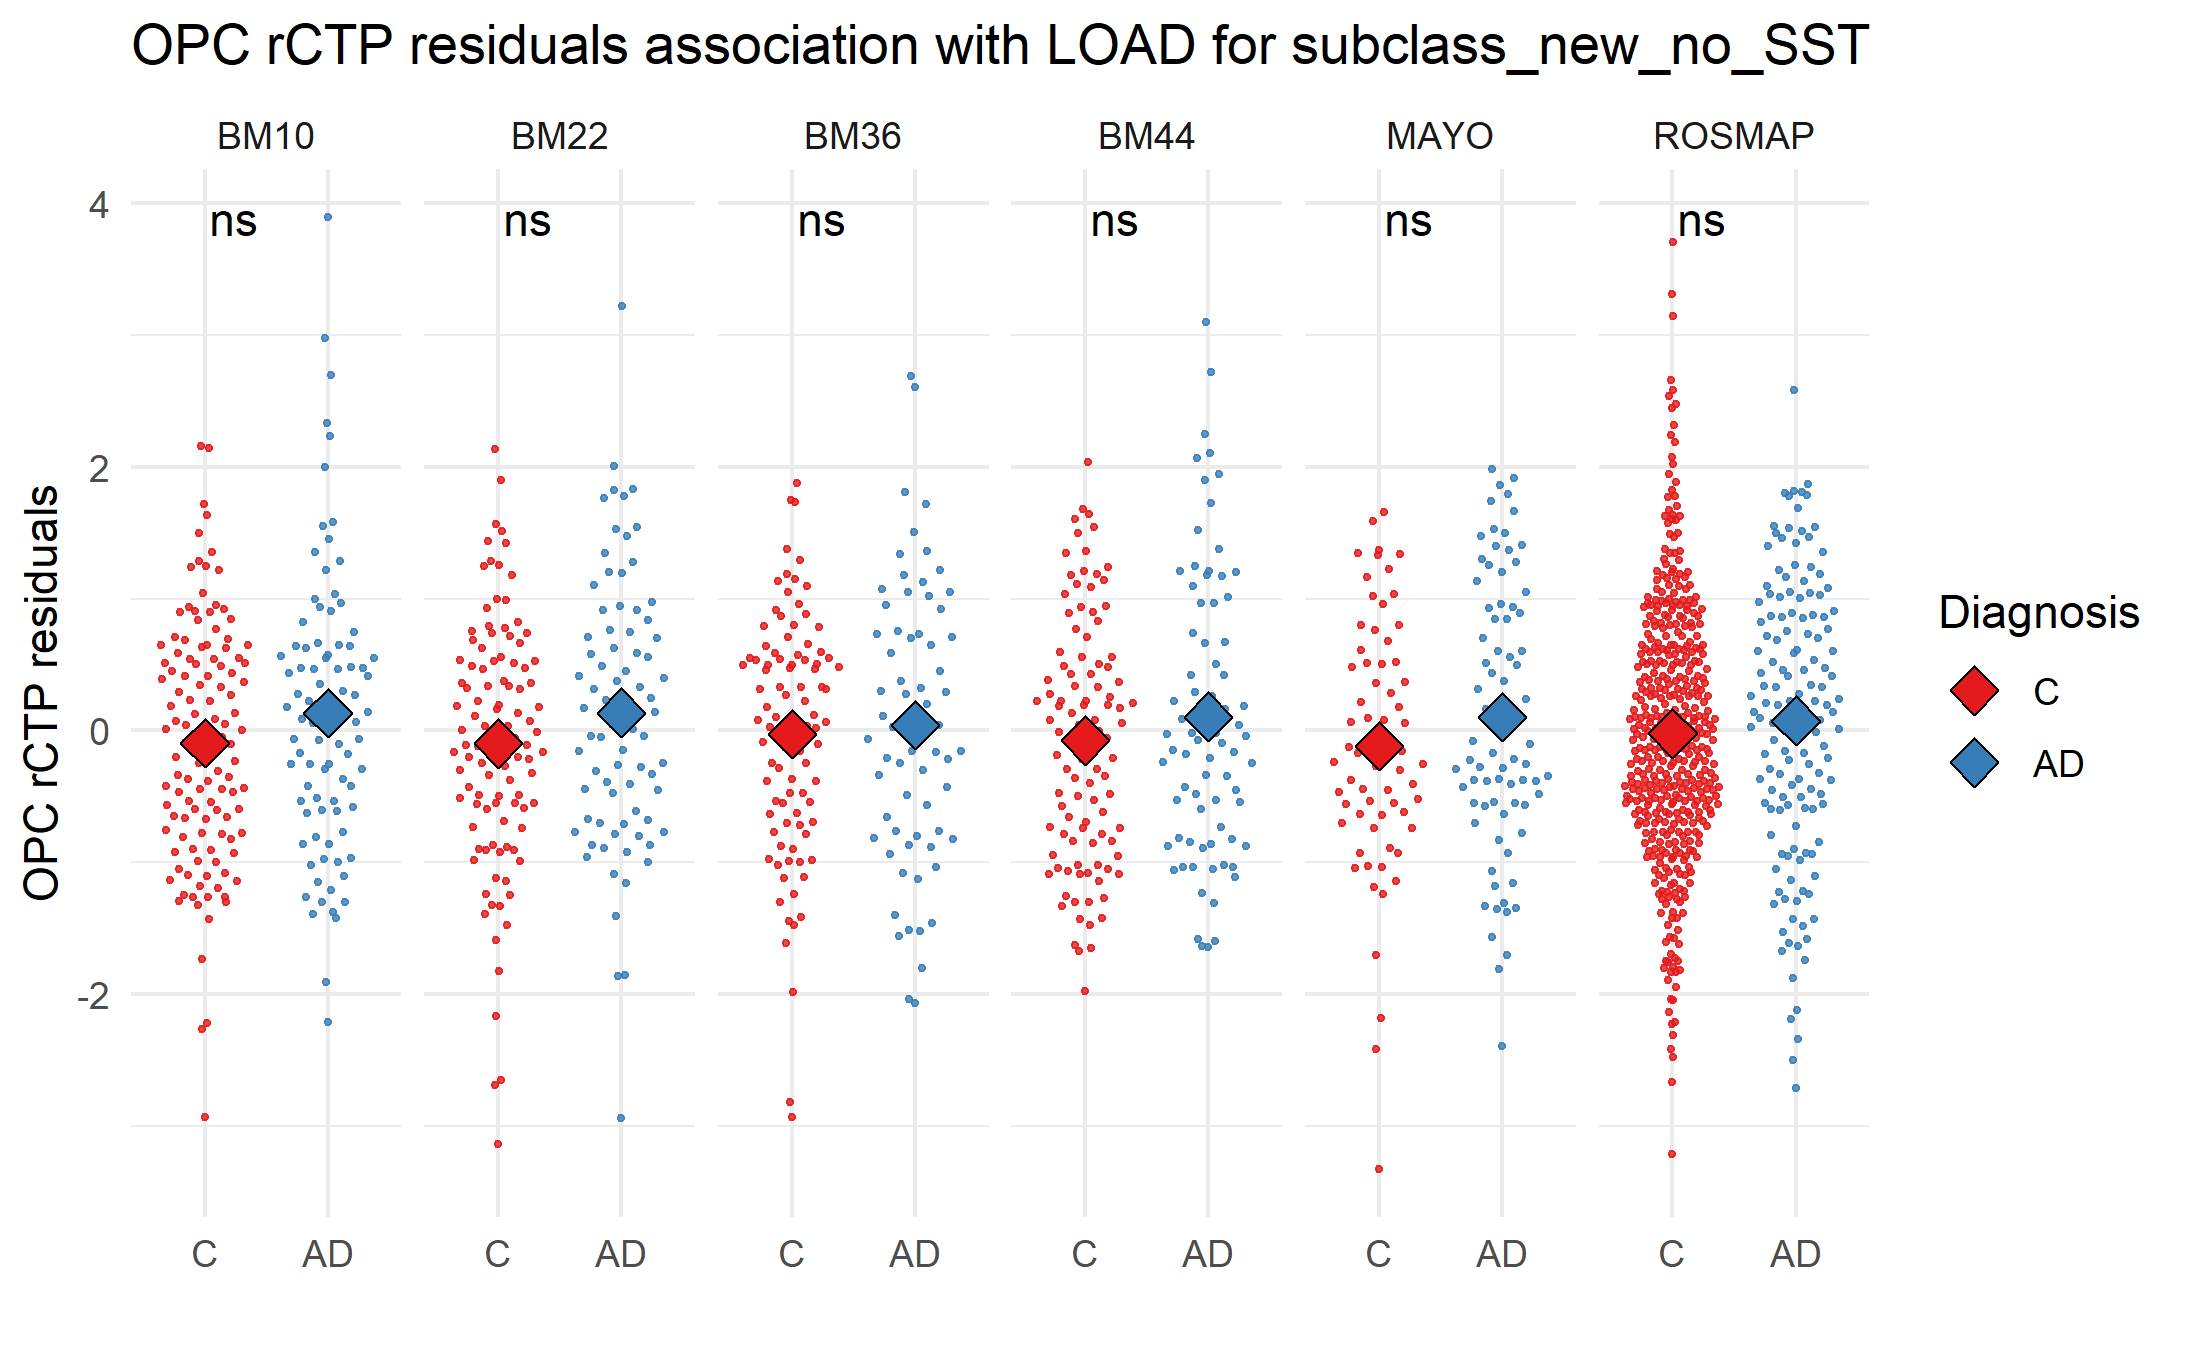 OPC rCTP residuals association with LOAD for subclass_new_no_SST
BM10 BM22 BM36 BM44 MAYO ROSMAP
ns ns ns ns ns ns
4
2
0
-2
OPC rCTP residuals
C AD C AD C AD C AD C AD C AD
Diagnosis
C
AD